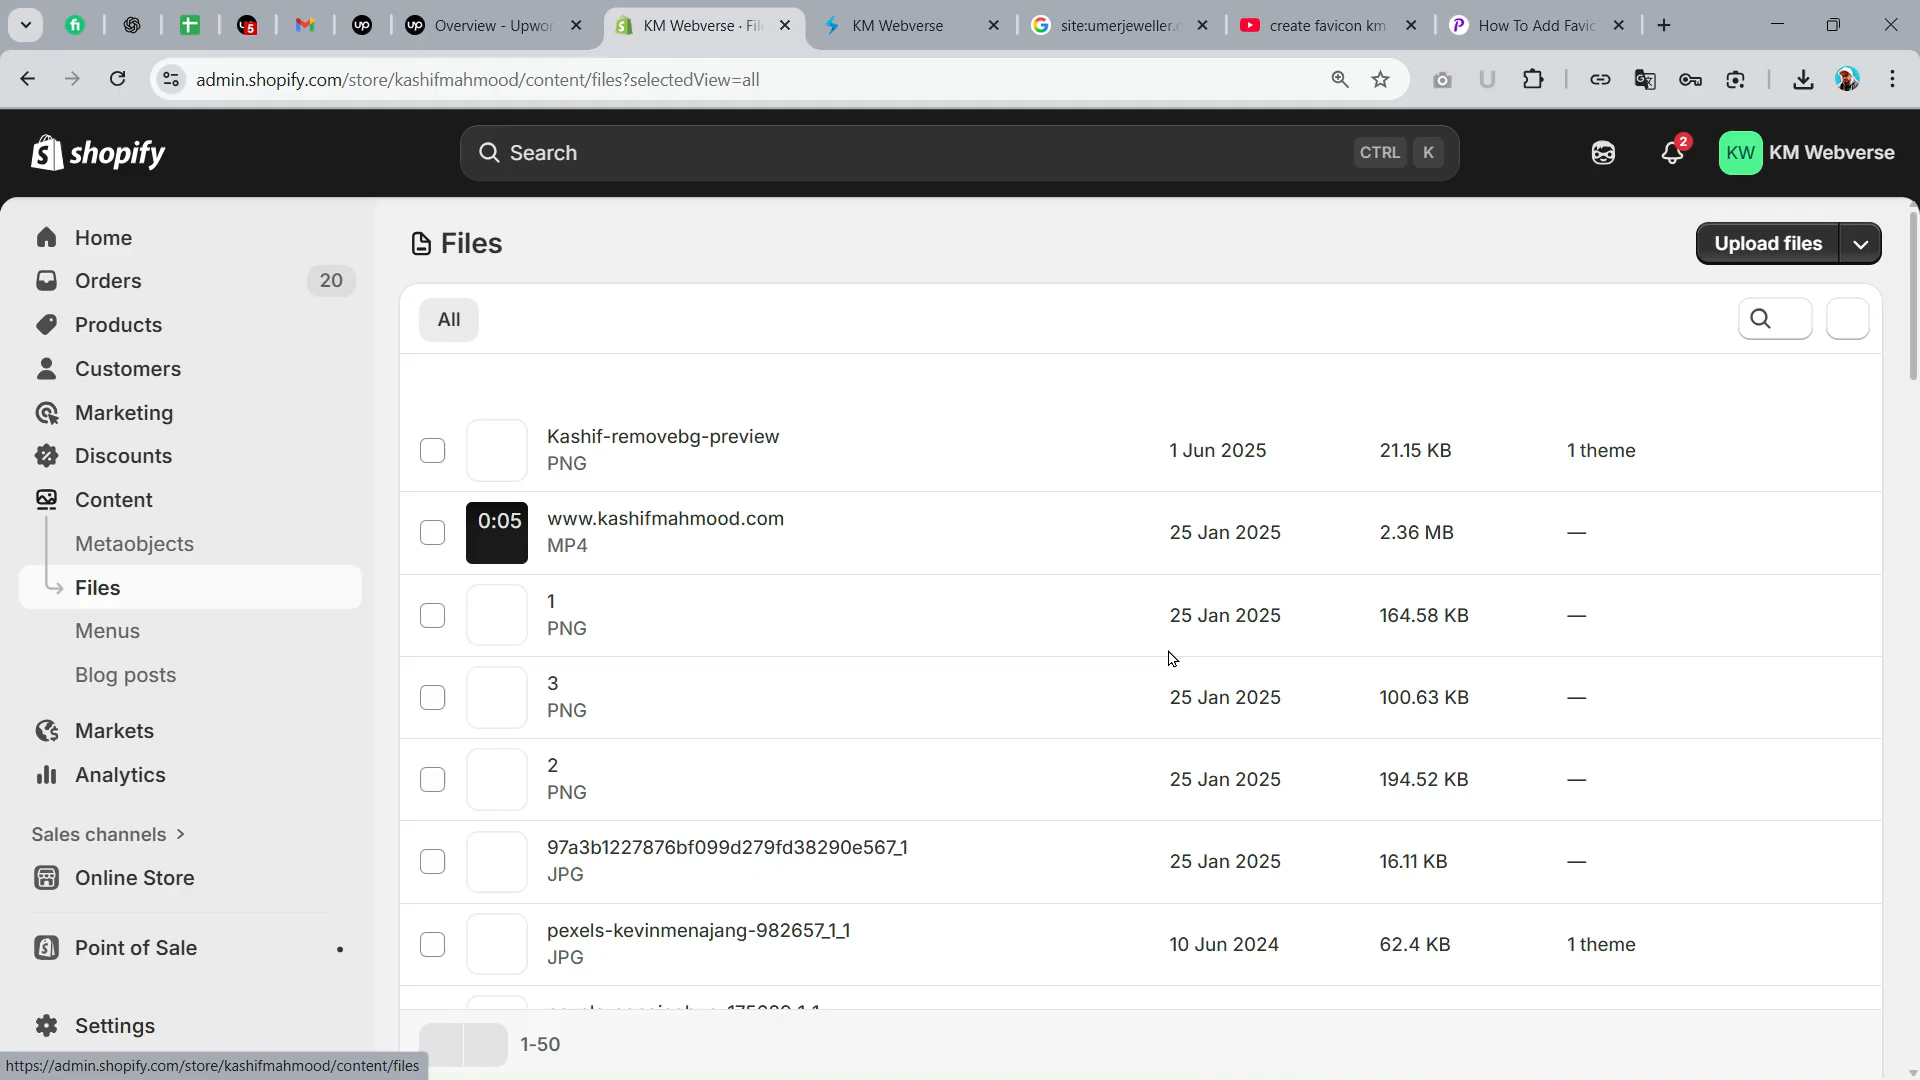 Overview - Upwor
KM Webverse · Fil
KM Webverse
site:umerjeweller.c
create favicon km
How To Add Favic
admin.shopify.com/store/kashifmahmood/content/files?selectedView=all
shopify
Search
CTRL K
2
KW
KM Webverse
Home
Orders 20
Products
Customers
Marketing
Discounts
Content
Metaobjects
Files
Menus
Blog posts
Markets
Analytics
Sales channels
Online Store
Point of Sale
Settings
Files
Upload files
All
Kashif-removebg-preview
PNG
1 Jun 2025
21.15 KB
1 theme
0:05
www.kashifmahmood.com
MP4
25 Jan 2025
2.36 MB
—
1
PNG
25 Jan 2025
164.58 KB
—
3
PNG
25 Jan 2025
100.63 KB
—
2
PNG
25 Jan 2025
194.52 KB
—
97a3b1227876bf099d279fd38290e567_1
JPG
25 Jan 2025
16.11 KB
—
pexels-kevinmenajang-982657_1_1
JPG
10 Jun 2024
62.4 KB
1 theme
1-50
https://admin.shopify.com/store/kashifmahmood/content/files